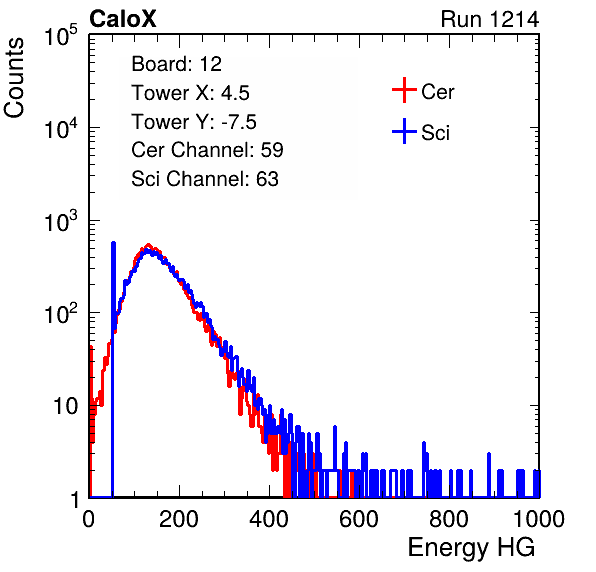 CaloX Run 1214
Counts
Board: 12
Tower X: 4.5
Tower Y: -7.5
Cer Channel: 59
Sci Channel: 63
Cer
Sci
10^5
10^4
10^3
10^2
10
1
0 200 400 600 800 1000
Energy HG